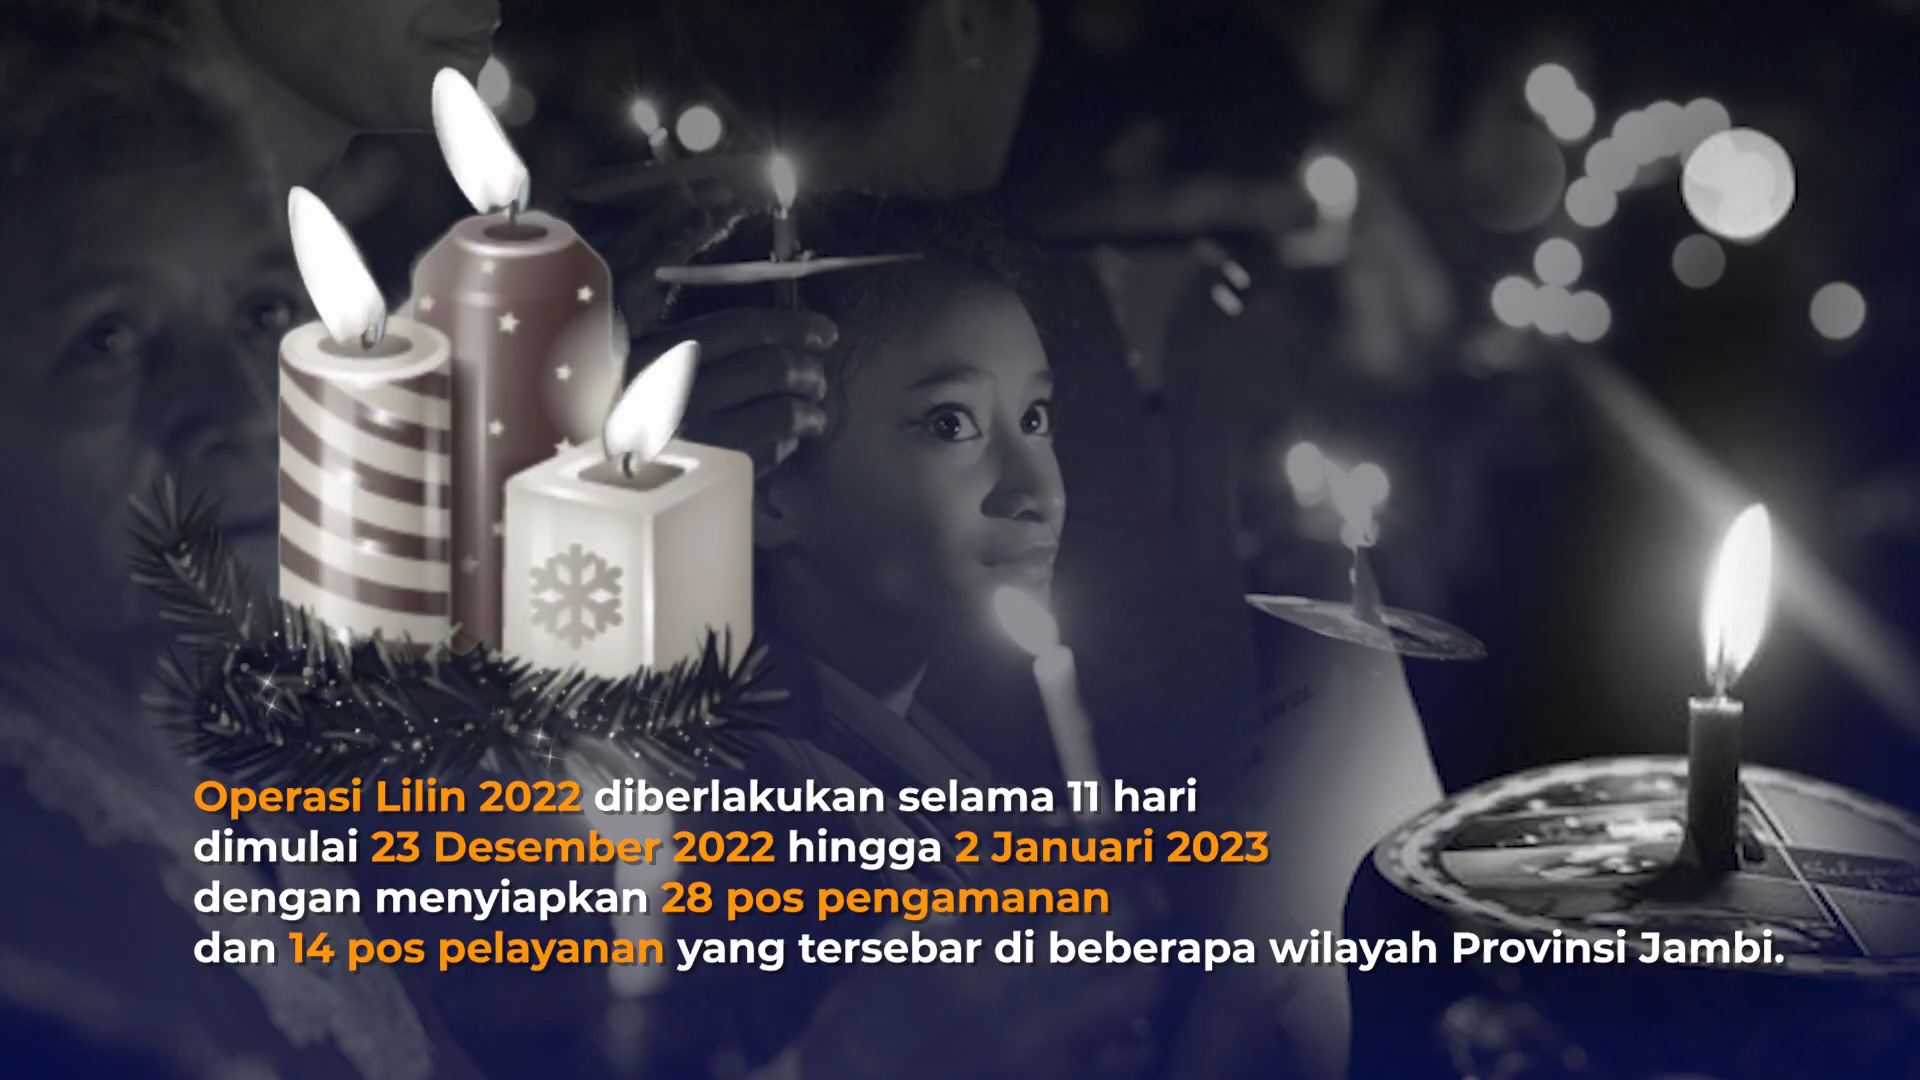 Operasi Lilin 2022 diberlakukan selama 11 hari
dimulai 23 Desember 2022 hingga 2 Januari 2023
dengan menyiapkan 28 pos pengamanan
dan 14 pos pelayanan yang tersebar di beberapa wilayah Provinsi Jambi.